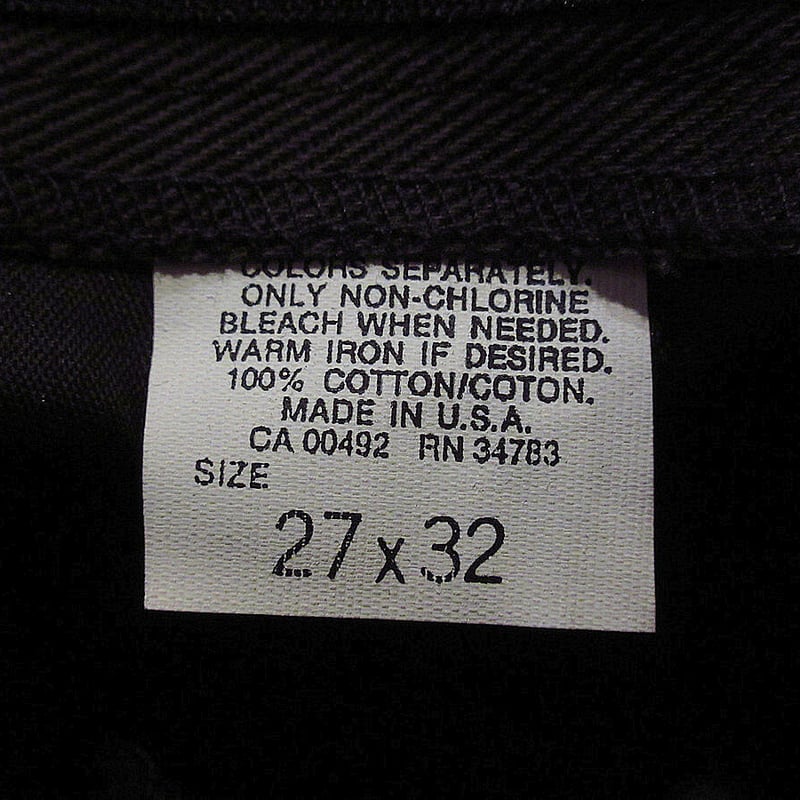 COLORS SEPARATELY.
ONLY NON-CHLORINE
BLEACH WHEN NEEDED.
WARM IRON IF DESIRED.
100% COTTON/COTON.
MADE IN U.S.A.
CA 00492 RN 34783
SIZE
27 x 32